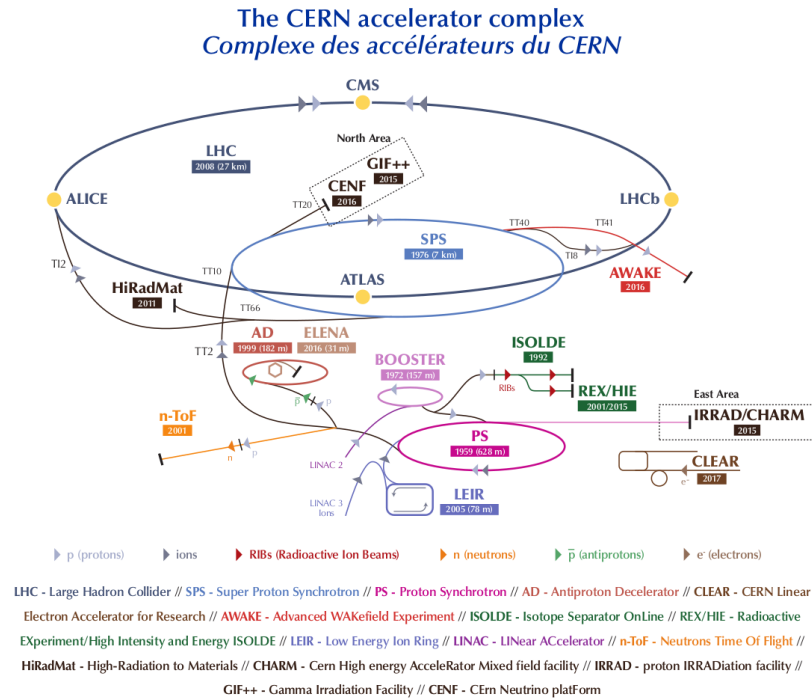 The CERN accelerator complex
Complexe des accélérateurs du CERN
CMS
North Area
LHC
2008 (27 km)
GIF++
2015
CENF
2016
ALICE
LHCb
TT20
TT40
TT41
SPS
1976 (7 km)
TI2
TT10
TI8
AWAKE
2016
ATLAS
HiRadMat
2011
TT66
AD
1999 (182 m)
ELENA
2016 (31 m)
TT2
ISOLDE
1992
BOOSTER
1972 (157 m)
RIBs
REX/HIE
2001/2015
p̅
p
East Area
n-ToF
2001
IRRAD/CHARM
2015
PS
1959 (628 m)
n
p
LINAC 2
CLEAR
2017
e-
LINAC 3
Ions
LEIR
2005 (78 m)
p (protons)
ions
RIBs (Radioactive Ion Beams)
n (neutrons)
p̅ (antiprotons)
e- (electrons)
LHC - Large Hadron Collider // SPS - Super Proton Synchrotron // PS - Proton Synchrotron // AD - Antiproton Decelerator // CLEAR - CERN Linear
Electron Accelerator for Research // AWAKE - Advanced WAKefield Experiment // ISOLDE - Isotope Separator OnLine // REX/HIE - Radioactive
EXperiment/High Intensity and Energy ISOLDE // LEIR - Low Energy Ion Ring // LINAC - LINear ACcelerator // n-ToF - Neutrons Time Of Flight //
HiRadMat - High-Radiation to Materials // CHARM - Cern High energy AcceleRator Mixed field facility // IRRAD - proton IRRADiation facility //
GIF++ - Gamma Irradiation Facility // CENF - CErn Neutrino platForm